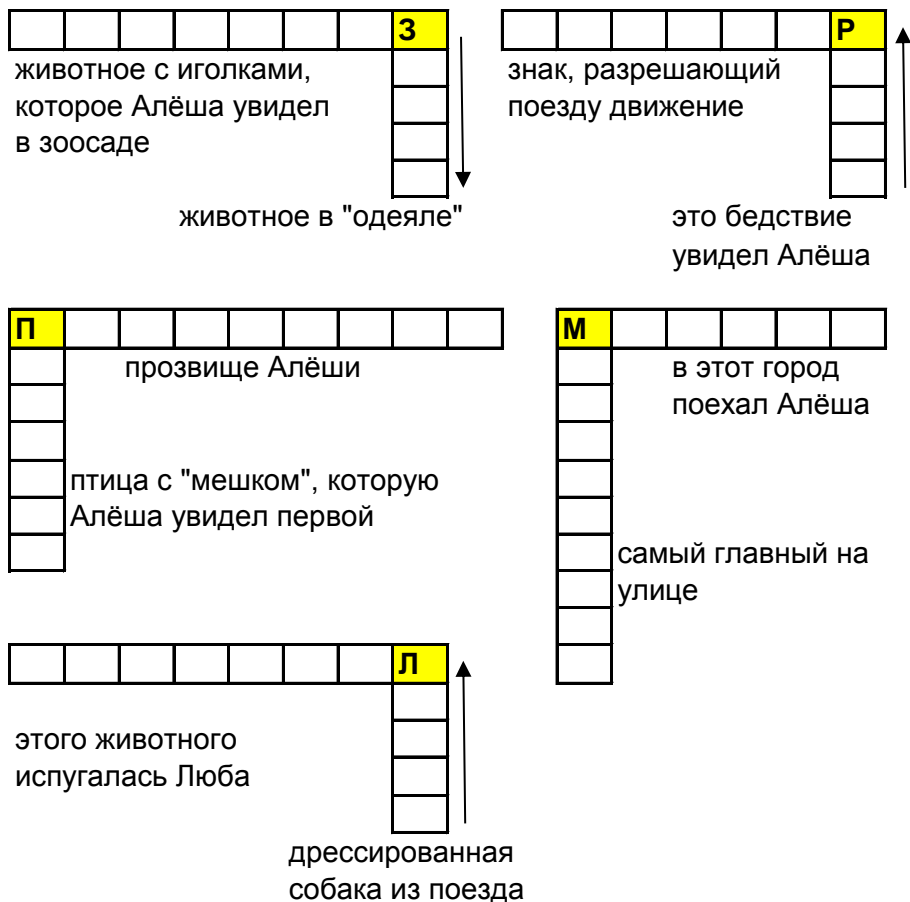 З
Р
животное с иголками,
которое Алёша увидел
в зоосаде
животное в "одеяле"
знак, разрешающий
поезду движение
это бедствие
увидел Алёша
П
прозвище Алёши
птица с "мешком", которую
Алёша увидел первой
М
в этот город
поехал Алёша
самый главный на
улице
Л
этого животного
испугалась Люба
дрессированная
собака из поезда